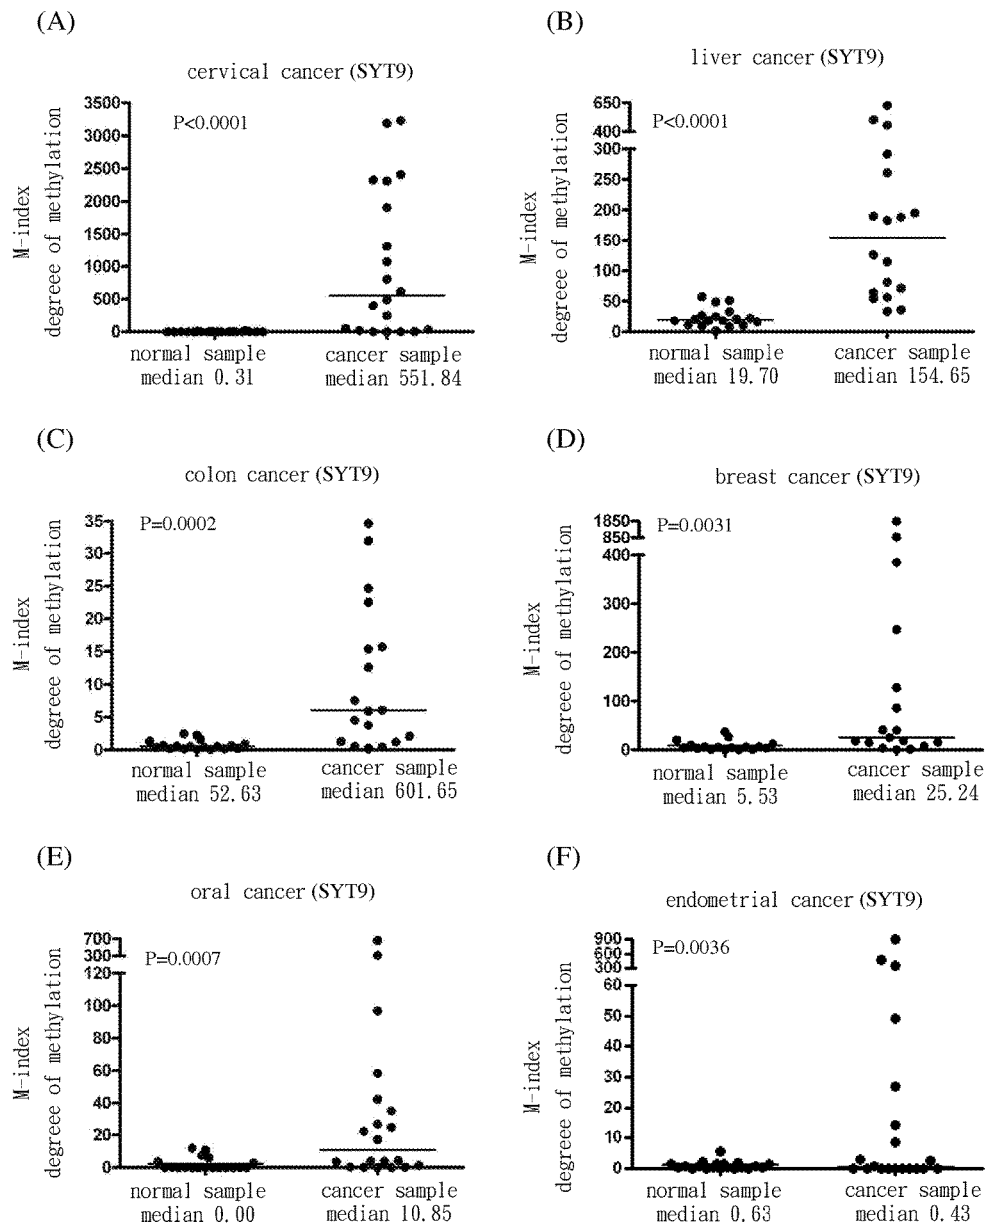 (A)
cervical cancer (SYT9)
P<0.0001
M-index
degreee of methylation
3500
3000
2500
2000
1500
1000
500
0
normal sample
median 0.31
cancer sample
median 551.84
(B)
liver cancer (SYT9)
P<0.0001
M-index
degreee of methylation
650
400
300
250
200
150
100
50
0
normal sample
median 19.70
cancer sample
median 154.65
(C)
colon cancer (SYT9)
P=0.0002
M-index
degreee of methylation
35
30
25
20
15
10
5
0
normal sample
median 52.63
cancer sample
median 601.65
(D)
breast cancer (SYT9)
P=0.0031
M-index
degreee of methylation
1850
850
400
300
200
100
0
normal sample
median 5.53
cancer sample
median 25.24
(E)
oral cancer (SYT9)
P=0.0007
M-index
degreee of methylation
700
300
120
100
80
60
40
20
0
normal sample
median 0.00
cancer sample
median 10.85
(F)
endometrial cancer (SYT9)
P=0.0036
M-index
degreee of methylation
900
600
300
60
50
40
30
20
10
0
normal sample
median 0.63
cancer sample
median 0.43